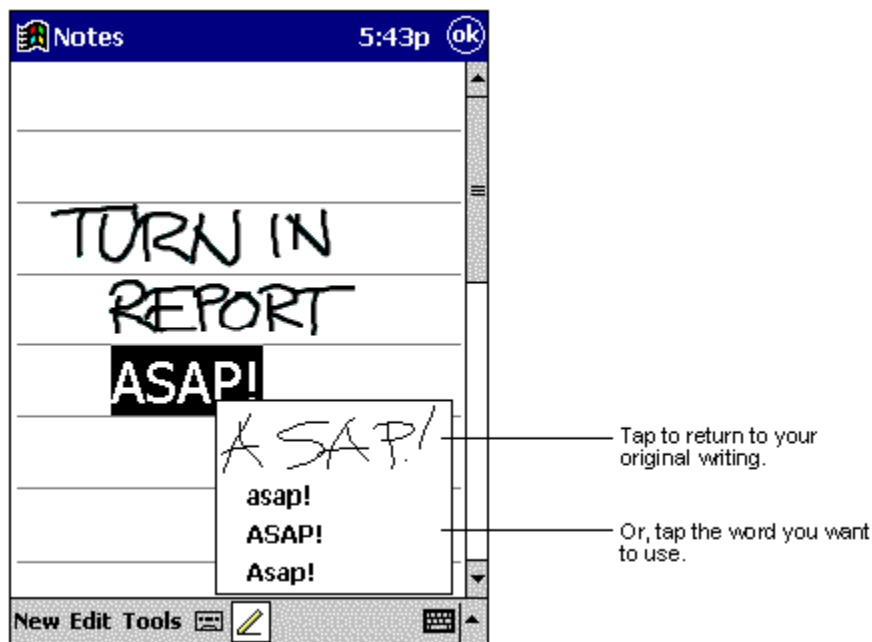 Notes 5:43p ok
TURN IN
REPORT
ASAP!
A SAP!
asap!
ASAP!
Asap!
New Edit Tools
Tap to return to your
original writing.
Or, tap the word you want
to use.